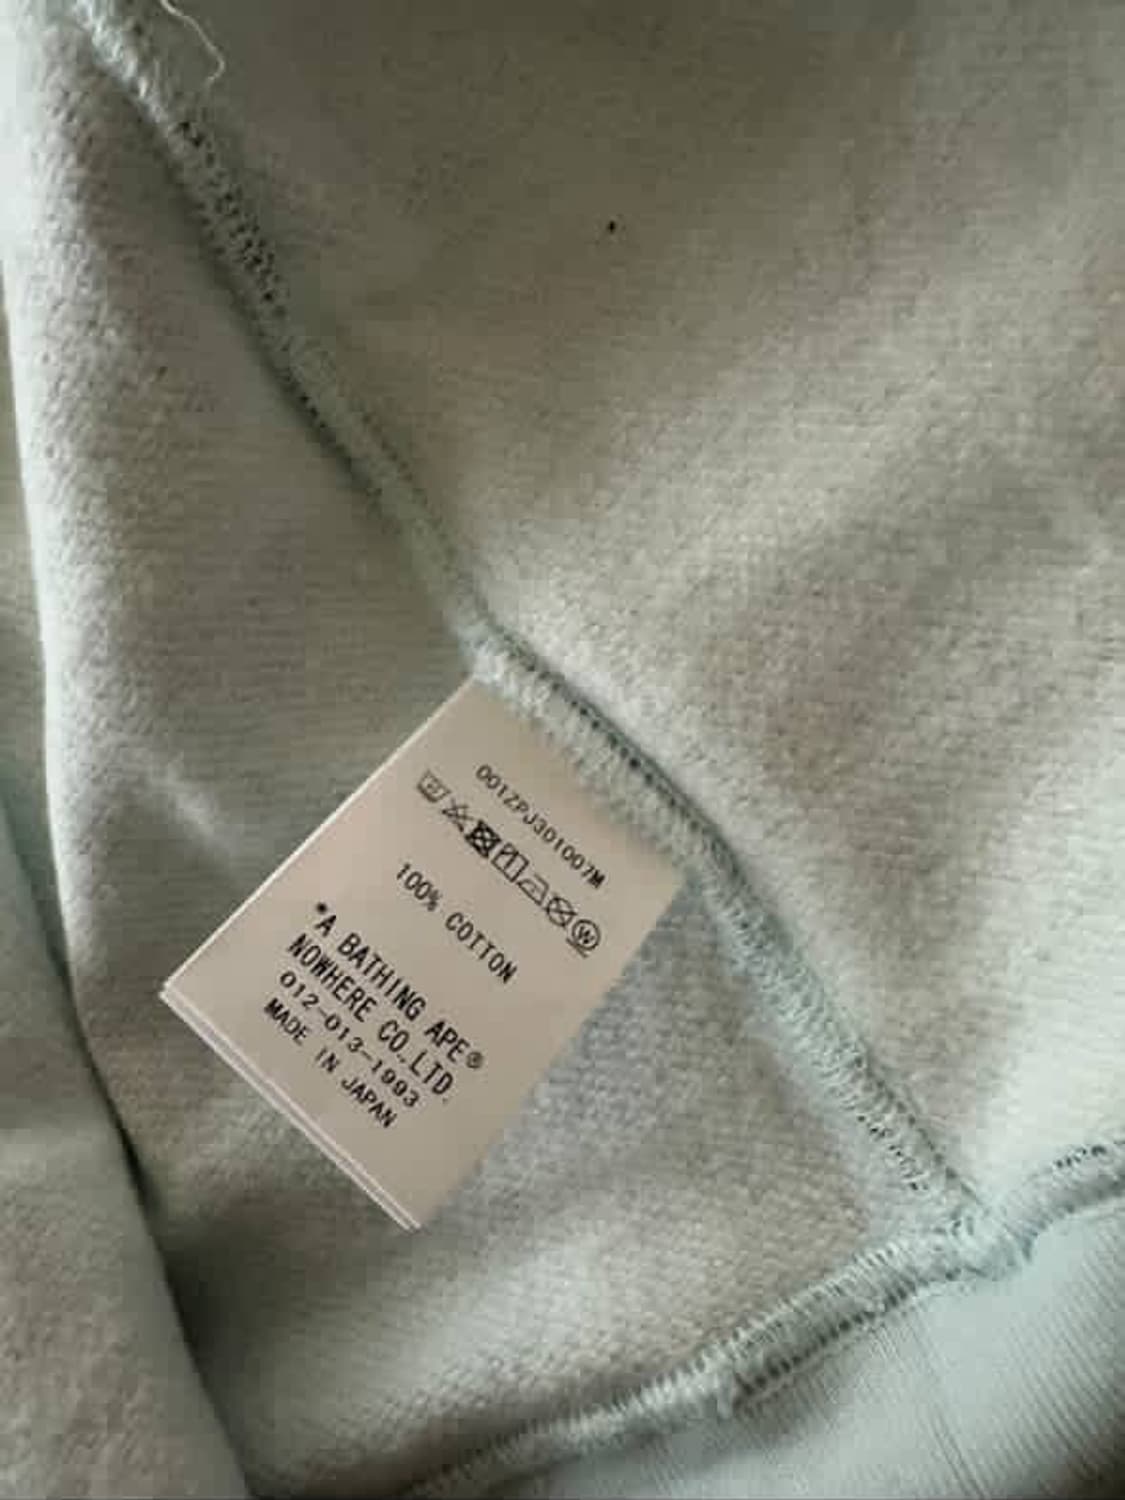 001ZPJ301007M
W
100% COTTON
*A BATHING APE®
NOWHERE CO.,LTD.
012-013-1993
MADE IN JAPAN